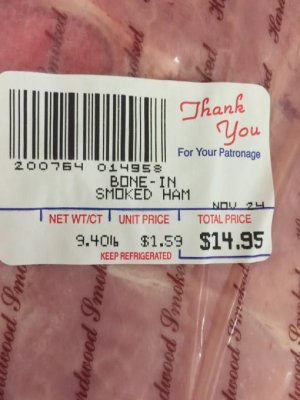 Thank
You
For Your Patronage
200764 014958
BONE-IN
SMOKED HAM
NOV 24
NET WT/CT UNIT PRICE TOTAL PRICE
9.40lb $1.59 $14.95
KEEP REFRIGERATED